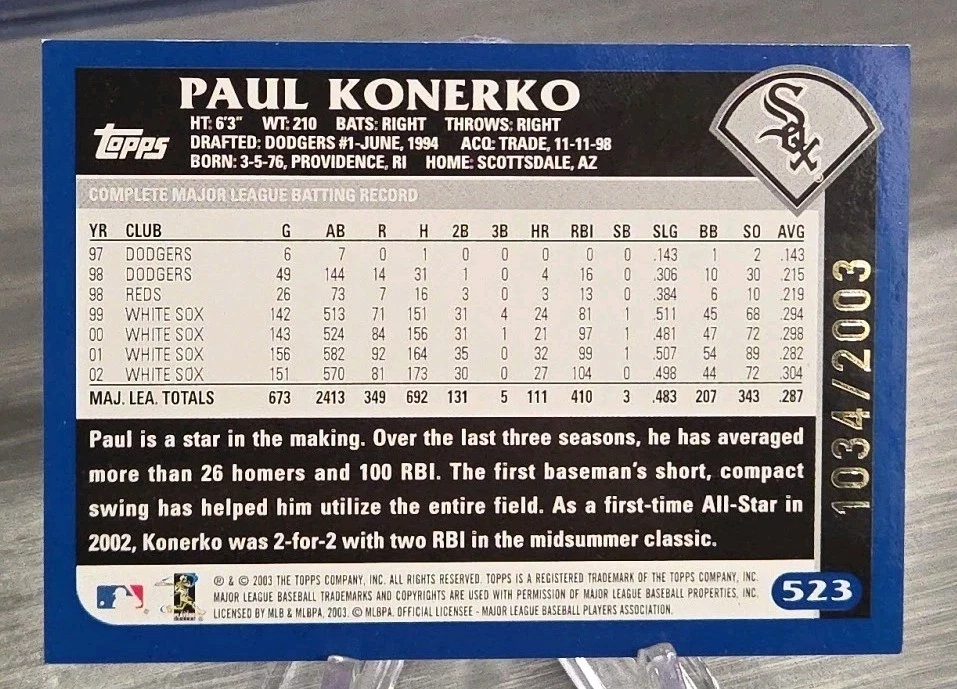 PAUL KONERKO
Topps
HT: 6'3" WT: 210 BATS: RIGHT THROWS: RIGHT
DRAFTED: DODGERS #1-JUNE, 1994 ACQ: TRADE, 11-11-98
BORN: 3-5-76, PROVIDENCE, RI HOME: SCOTTSDALE, AZ
Sox
COMPLETE MAJOR LEAGUE BATTING RECORD
YR CLUB G AB R H 2B 3B HR RBI SB SLG BB SO AVG
97 DODGERS 6 7 0 1 0 0 0 0 0 .143 1 2 .143
98 DODGERS 49 144 14 31 1 0 4 16 0 .306 10 30 .215
98 REDS 26 73 7 16 3 0 3 13 0 .384 6 10 .219
99 WHITE SOX 142 513 71 151 31 4 24 81 1 .511 45 68 .294
00 WHITE SOX 143 524 84 156 31 1 21 97 1 .481 47 72 .298
01 WHITE SOX 156 582 92 164 35 0 32 99 1 .507 54 89 .282
02 WHITE SOX 151 570 81 173 30 0 27 104 0 .498 44 72 .304
MAJ. LEA. TOTALS 673 2413 349 692 131 5 111 410 3 .483 207 343 .287
1034/2003
Paul is a star in the making. Over the last three seasons, he has averaged
more than 26 homers and 100 RBI. The first baseman's short, compact
swing has helped him utilize the entire field. As a first-time All-Star in
2002, Konerko was 2-for-2 with two RBI in the midsummer classic.
® & © 2003 THE TOPPS COMPANY, INC. ALL RIGHTS RESERVED. TOPPS IS A REGISTERED TRADEMARK OF THE TOPPS COMPANY, INC.
MAJOR LEAGUE BASEBALL TRADEMARKS AND COPYRIGHTS ARE USED WITH PERMISSION OF MAJOR LEAGUE BASEBALL PROPERTIES, INC.
LICENSED BY MLB & MLBPA, 2003. © MLBPA. OFFICIAL LICENSEE - MAJOR LEAGUE BASEBALL PLAYERS ASSOCIATION.
523